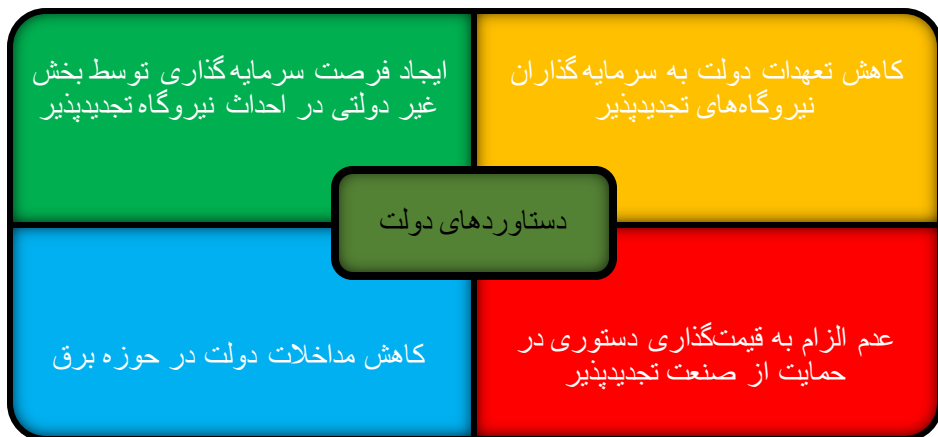 کاهش تعهدات دولت به سرمایه گذاران
نیروگاه‌های تجدیدپذیر
ایجاد فرصت سرمایه گذاری توسط بخش
غیر دولتی در احداث نیروگاه تجدیدپذیر
دستاوردهای دولت
عدم الزام به قیمت‌گذاری دستوری در
حمایت از صنعت تجدیدپذیر
کاهش مداخلات دولت در حوزه برق